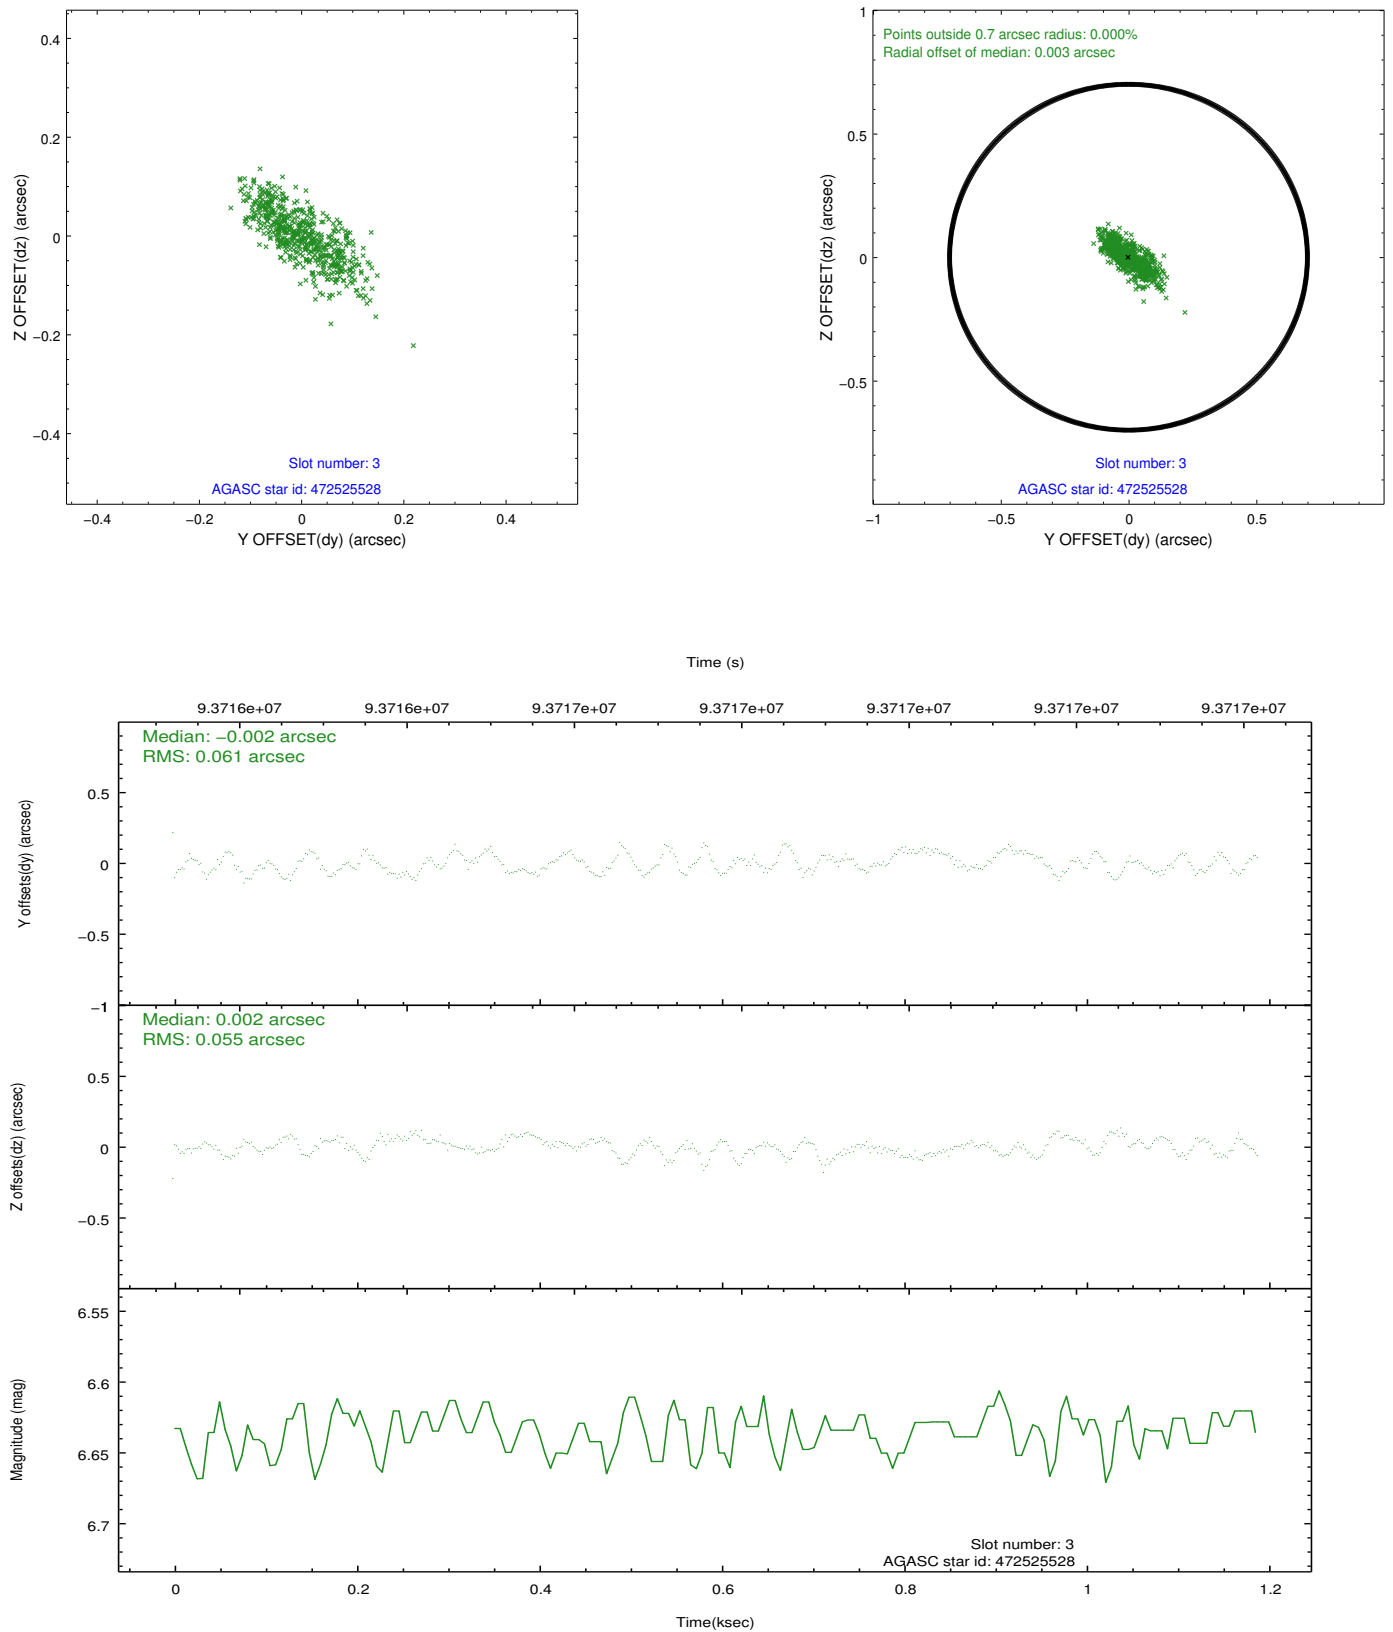 0.4
0.2
0
−0.2
−0.4
Z OFFSET(dz) (arcsec)
Slot number: 3
AGASC star id: 472525528
−0.4
−0.2
0
0.2
0.4
Y OFFSET(dy) (arcsec)
1
0.5
0
−0.5
Z OFFSET(dz) (arcsec)
Points outside 0.7 arcsec radius: 0.000%
Radial offset of median: 0.003 arcsec
Slot number: 3
AGASC star id: 472525528
−1
−0.5
0
0.5
Y OFFSET(dy) (arcsec)
Time (s)
9.3716e+07
9.3716e+07
9.3717e+07
9.3717e+07
9.3717e+07
9.3717e+07
9.3717e+07
Median: −0.002 arcsec
RMS: 0.061 arcsec
0.5
0
−0.5
−1
Y offsets(dy) (arcsec)
Median: 0.002 arcsec
RMS: 0.055 arcsec
0.5
0
−0.5
Z offsets(dz) (arcsec)
6.55
6.6
6.65
6.7
Magnitude (mag)
Slot number: 3
AGASC star id: 472525528
0
0.2
0.4
0.6
0.8
1
1.2
Time(ksec)